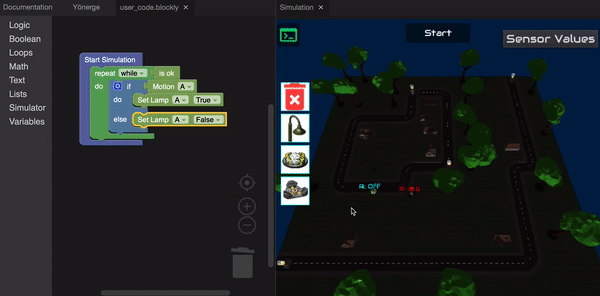 Documentation
Yönerge
user_code.blockly ×
Simulation ×
Logic
Boolean
Loops
Math
Text
Lists
Simulator
Variables
Start Simulation
repeat while is ok
do if Motion A
do Set Lamp A True
else Set Lamp A False
Start
Sensor Values
A: OFF